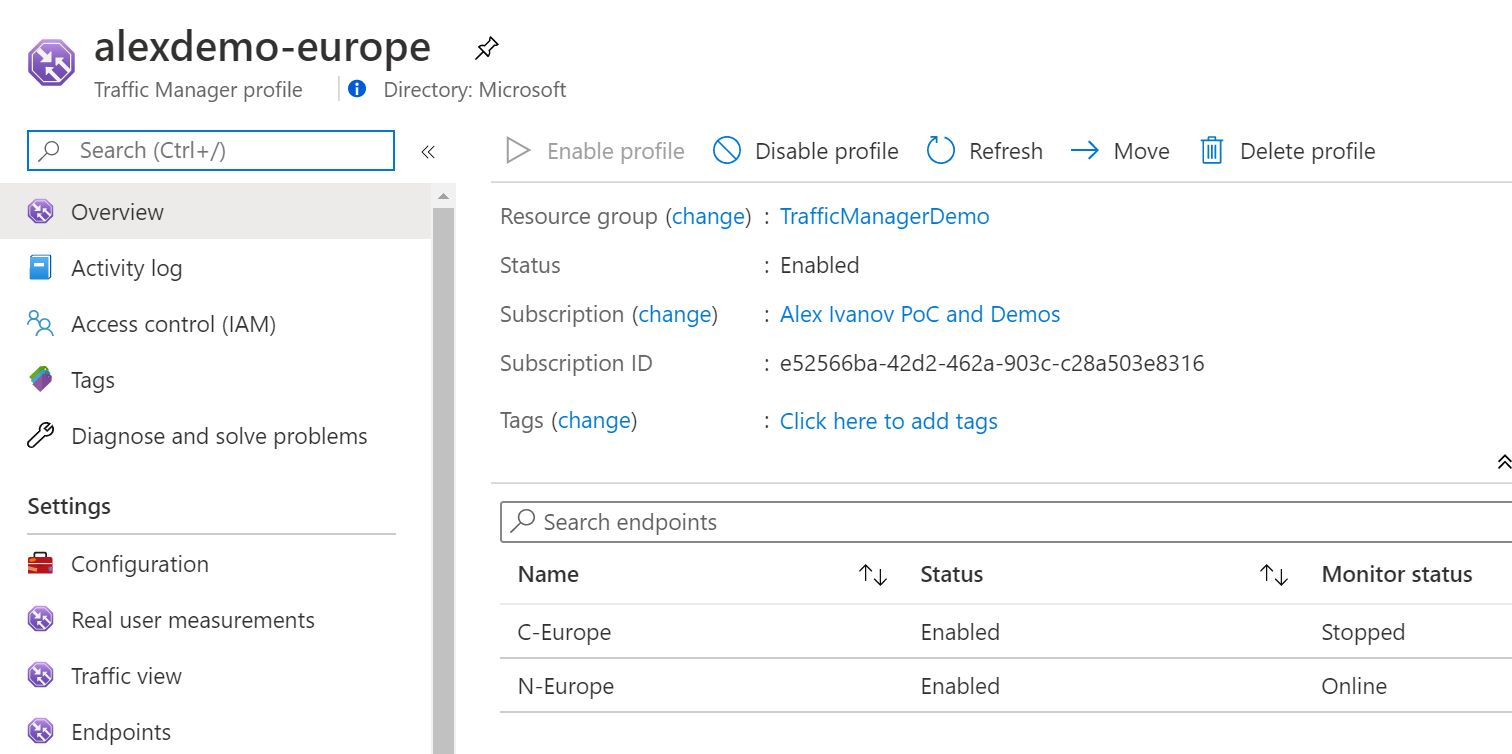 alexdemo-europe
Traffic Manager profile
Directory: Microsoft
Search (Ctrl+/)
«
Enable profile
Disable profile
Refresh
Move
Delete profile
Overview
Activity log
Access control (IAM)
Tags
Diagnose and solve problems
Settings
Configuration
Real user measurements
Traffic view
Endpoints
Resource group (change) : TrafficManagerDemo
Status : Enabled
Subscription (change) : Alex Ivanov PoC and Demos
Subscription ID : e52566ba-42d2-462a-903c-c28a503e8316
Tags (change) : Click here to add tags
Search endpoints
Name Status Monitor status
C-Europe Enabled Stopped
N-Europe Enabled Online